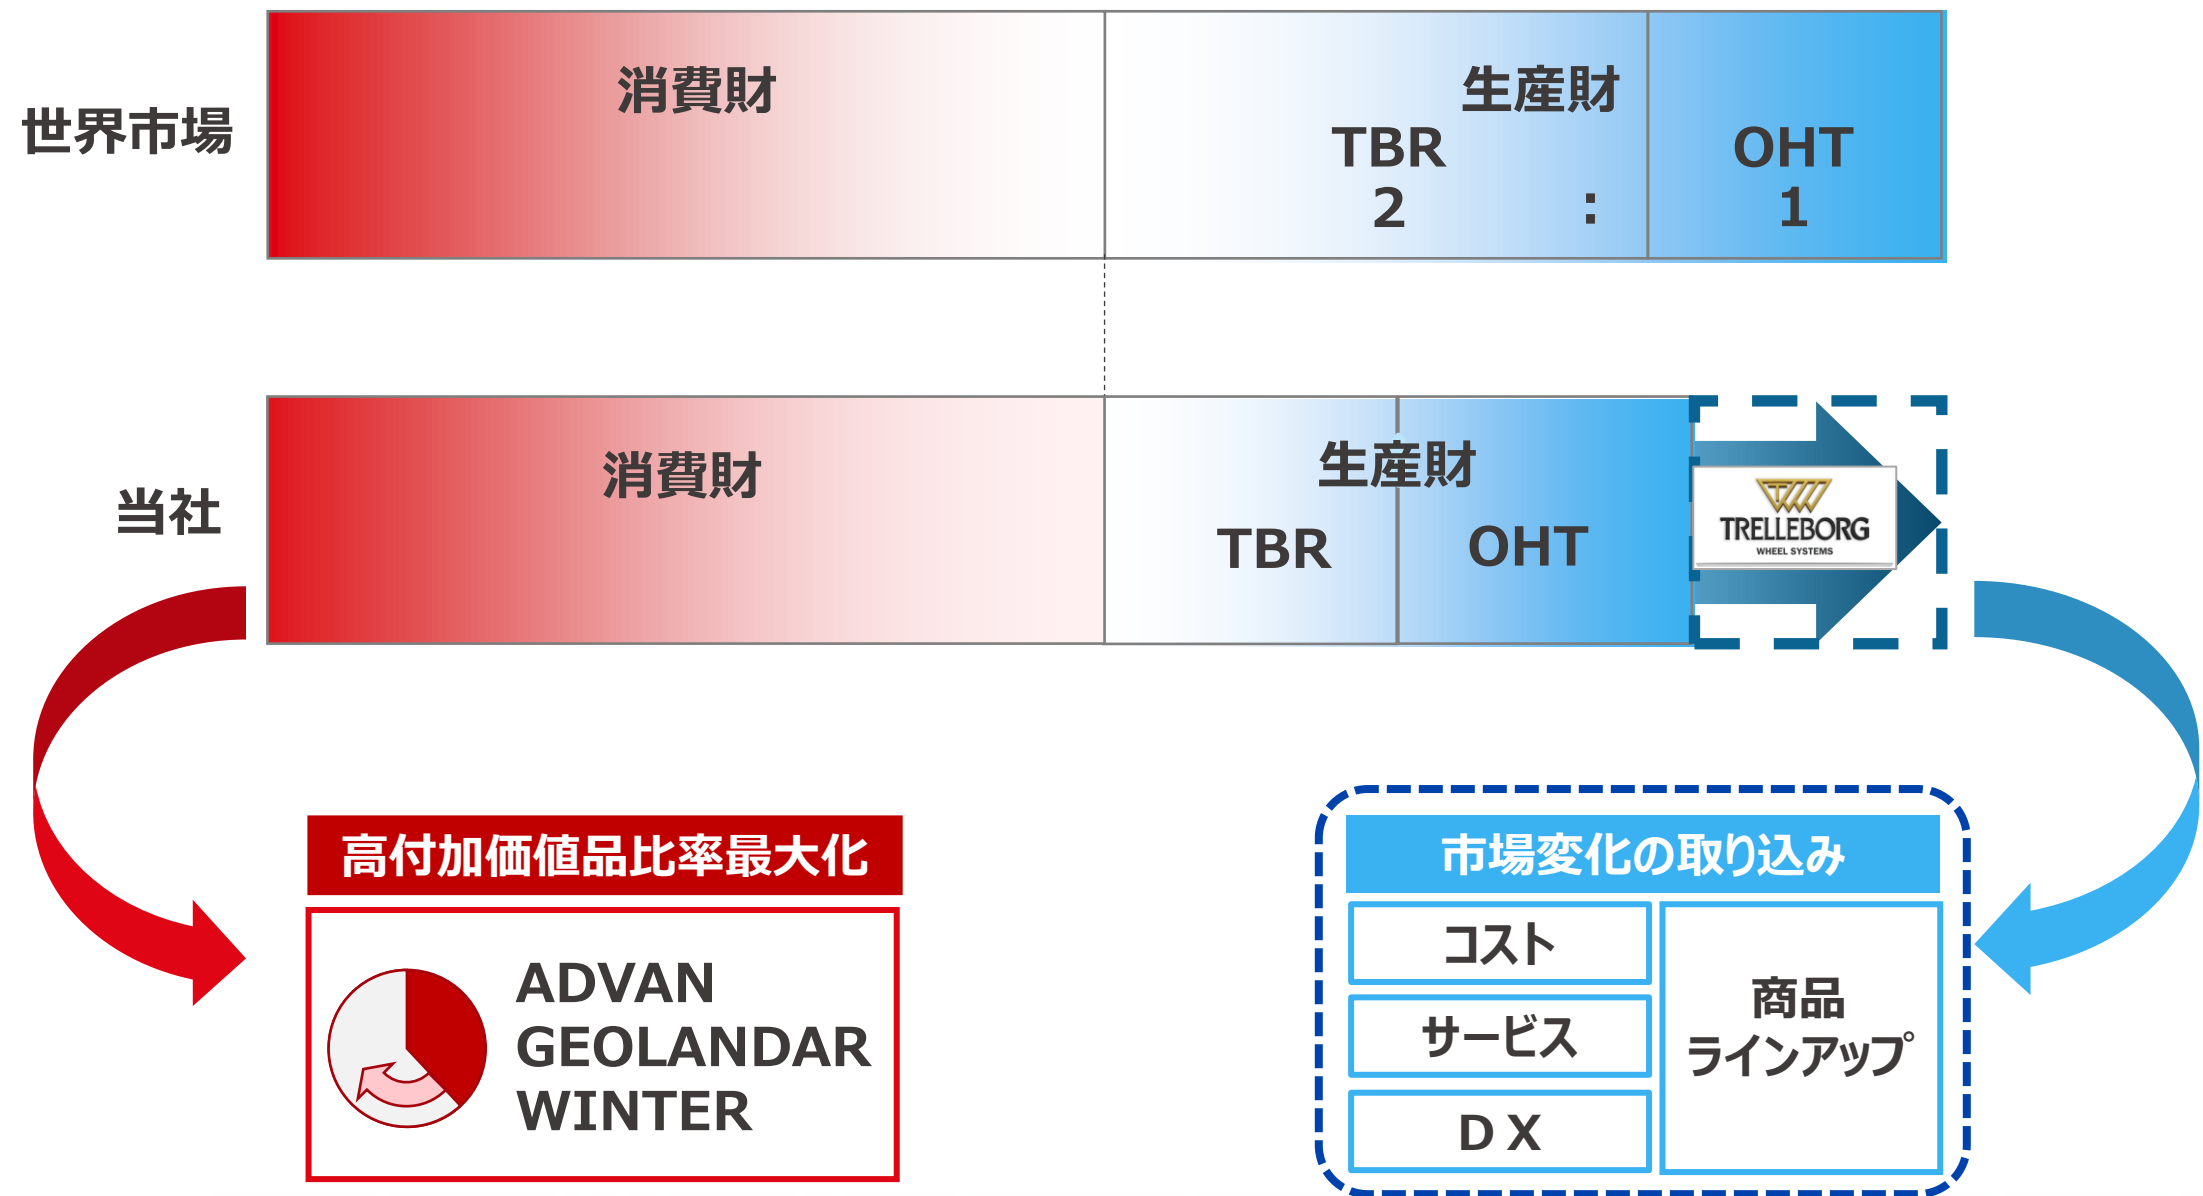 世界市場
消費財
生産財
TBR
OHT
2 : 1
当社
消費財
生産財
TBR
OHT
TRELLEBORG
WHEEL SYSTEMS
高付加価値品比率最大化
ADVAN
GEOLANDAR
WINTER
市場変化の取り込み
コスト
サービス
ＤＸ
商品
ラインアップ